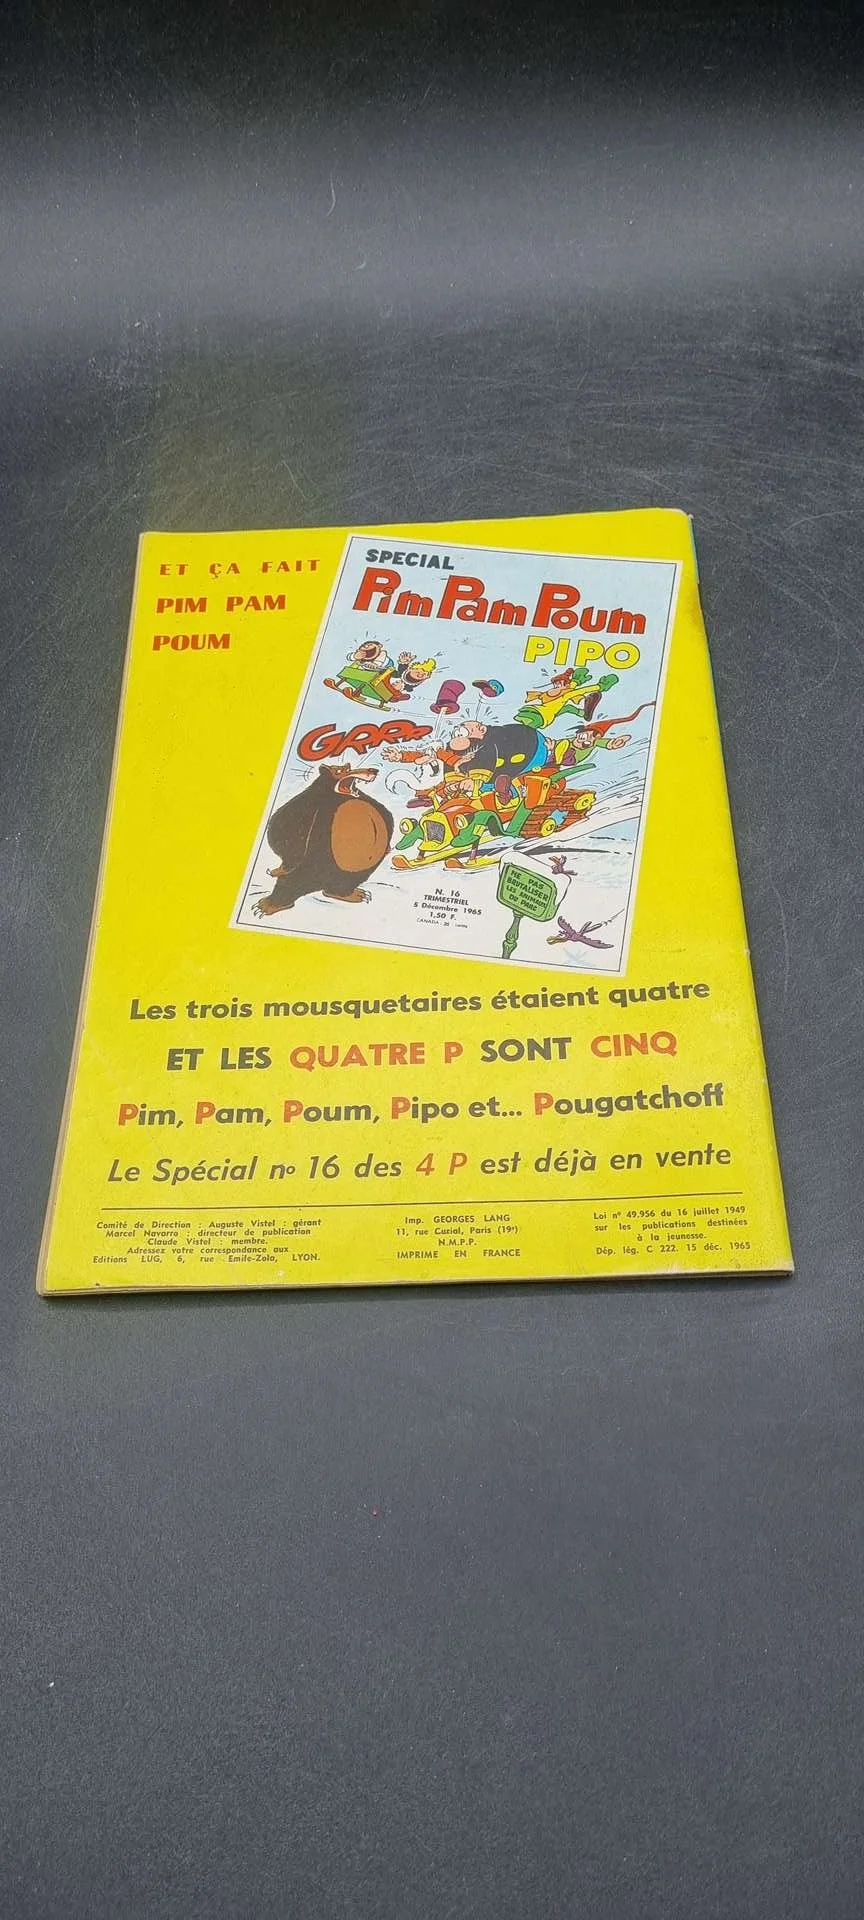 ET ÇA FAIT
PIM PAM
POUM
SPECIAL
Pim Pam Poum
PIPO
GRRR
NE PAS
BRUTALISER
LES ANIMAUX
DU PARC
N. 16
TRIMESTRIEL
5 Décembre 1965
1,50 F.
CANADA : 35
Les trois mousquetaires étaient quatre
ET LES QUATRE P SONT CINQ
Pim, Pam, Poum, Pipo et... Pougatchoff
Le Spécial no 16 des 4 P est déjà en vente
Comité de Direction : Auguste Vistel : gérant
Marcel Navarro : directeur de publication
Claude Vistel : membre.
Adressez votre correspondance aux
Editions LUG, 6, rue Emile-Zola, LYON.
Imp. GEORGES LANG
11, rue Curial, Paris (19e)
N.M.P.P.
IMPRIME EN FRANCE
Loi nº 49.956 du 16 juillet 1949
sur les publications destinées
à la jeunesse.
Dép. lég. C 222. 15 déc. 1965